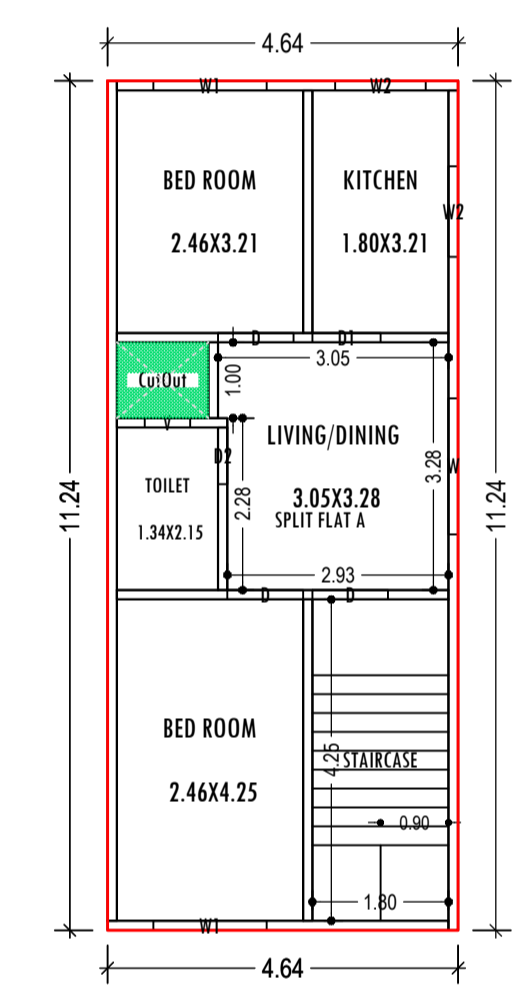 4.64
W1
W2
BED ROOM
KITCHEN
2.46X3.21
1.80X3.21
W2
D
D1
3.05
CutOut
1.00
V
LIVING/DINING
D2
W
3.28
TOILET
2.28
3.05X3.28
11.24
11.24
SPLIT FLAT A
1.34X2.15
2.93
D
D
BED ROOM
4.25
STAIRCASE
2.46X4.25
0.90
1.80
W1
4.64